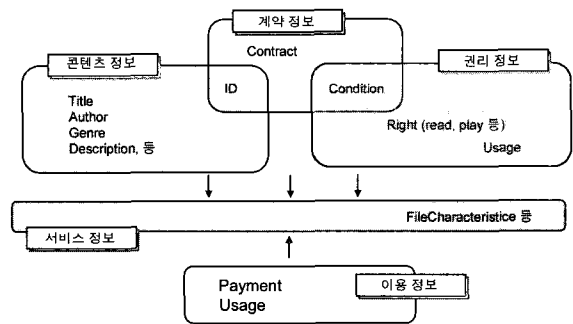 계약 정보
Contract
콘텐츠 정보
권리 정보
ID
Condition
Title
Author
Genre
Description, 등
Right (read, play 등)
Usage
FileCharacteristice 등
서비스 정보
이용 정보
Payment
Usage